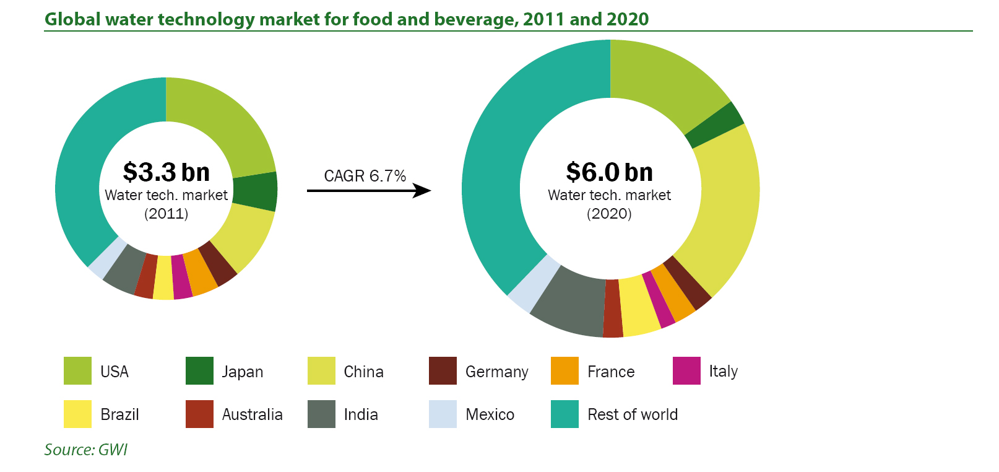 Global water technology market for food and beverage, 2011 and 2020
$3.3 bn
Water tech. market
(2011)
CAGR 6.7%
$6.0 bn
Water tech. market
(2020)
USA
Japan
China
Germany
France
Italy
Brazil
Australia
India
Mexico
Rest of world
Source: GWI